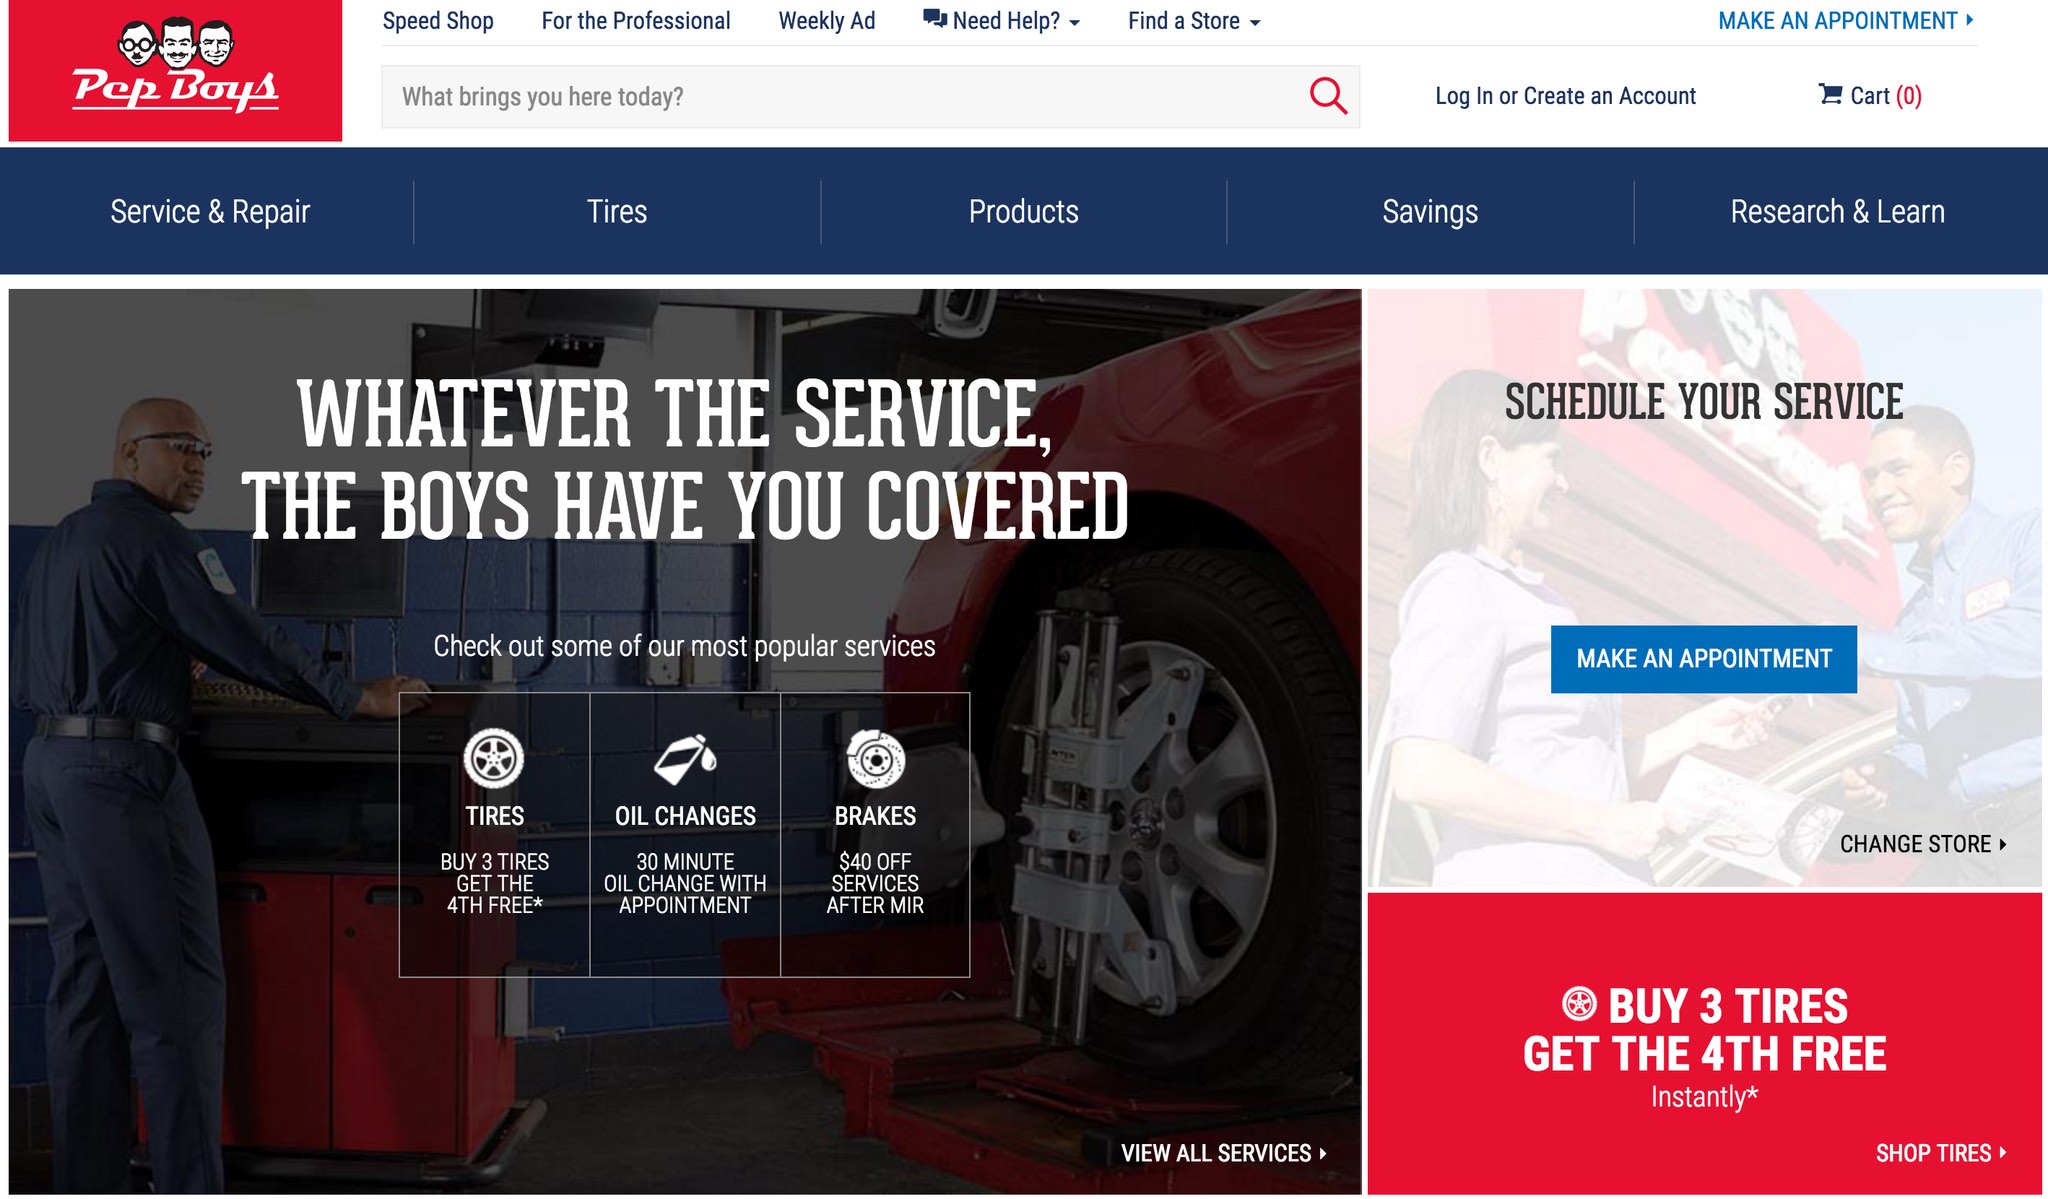 Speed Shop
For the Professional
Weekly Ad
Need Help?
Find a Store
MAKE AN APPOINTMENT
Pep Boys
What brings you here today?
Log In or Create an Account
Cart (0)
Service & Repair
Tires
Products
Savings
Research & Learn
WHATEVER THE SERVICE,
THE BOYS HAVE YOU COVERED
Check out some of our most popular services
TIRES
BUY 3 TIRES
GET THE
4TH FREE*
OIL CHANGES
30 MINUTE
OIL CHANGE WITH
APPOINTMENT
BRAKES
$40 OFF
SERVICES
AFTER MIR
VIEW ALL SERVICES
SCHEDULE YOUR SERVICE
MAKE AN APPOINTMENT
CHANGE STORE
BUY 3 TIRES
GET THE 4TH FREE
Instantly*
SHOP TIRES